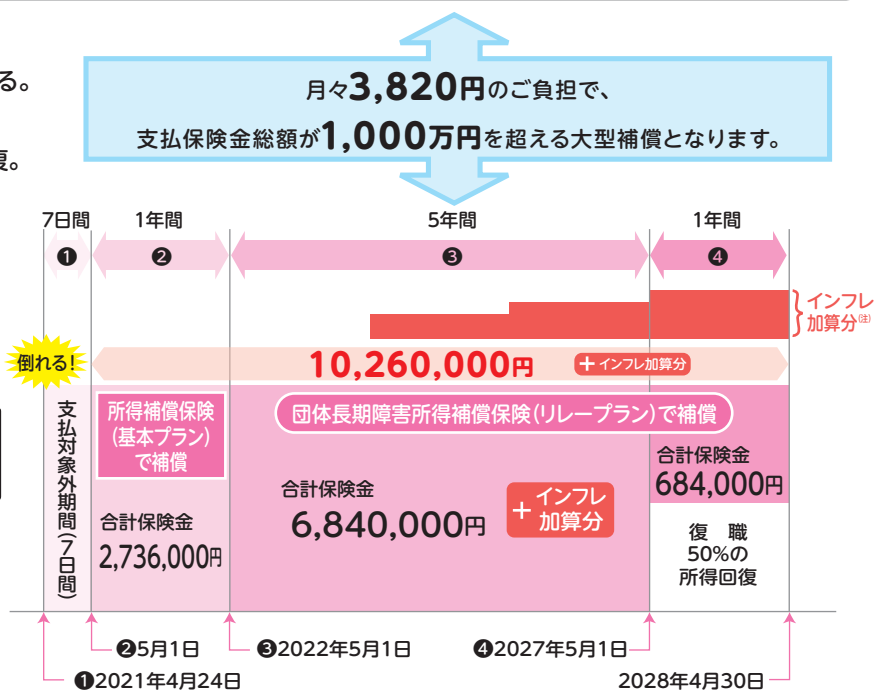 る。
復。
月々3,820円のご負担で、
支払保険金総額が1,000万円を超える大型補償となります。
7日間
1年間
5年間
1年間
❶
❷
❸
❹
インフレ
加算分(注)
倒れる!
10,260,000円
+インフレ加算分
支払対象外期間(7日間)
所得補償保険
(基本プラン)
で補償
合計保険金
2,736,000円
団体長期障害所得補償保険(リレープラン)で補償
合計保険金
6,840,000円
+インフレ
加算分
合計保険金
684,000円
復 職
50%の
所得回復
❷5月1日
❸2022年5月1日
❹2027年5月1日
❶2021年4月24日
2028年4月30日